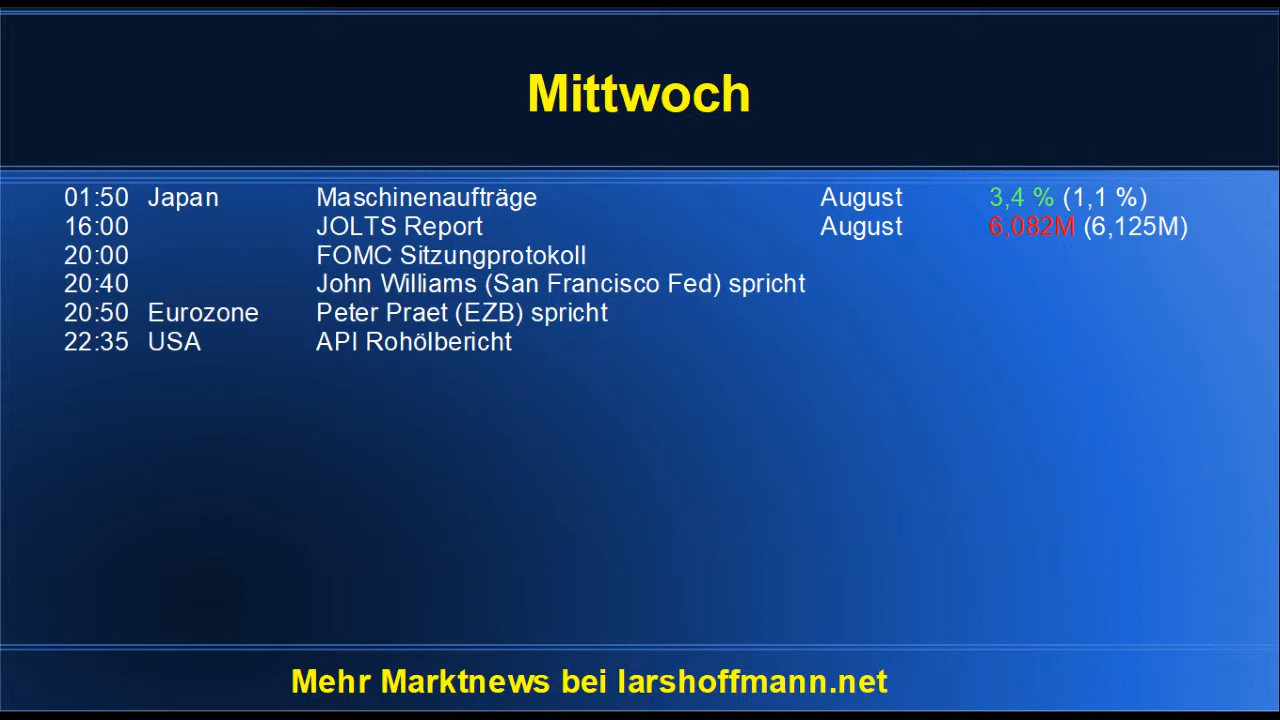 Mittwoch
01:50 Japan Maschinenaufträge August 3,4 % (1,1 %)
16:00 JOLTS Report August 6,082M (6,125M)
20:00 FOMC Sitzungprotokoll
20:40 John Williams (San Francisco Fed) spricht
20:50 Eurozone Peter Praet (EZB) spricht
22:35 USA API Rohölbericht
Mehr Marktnews bei larshoffmann.net